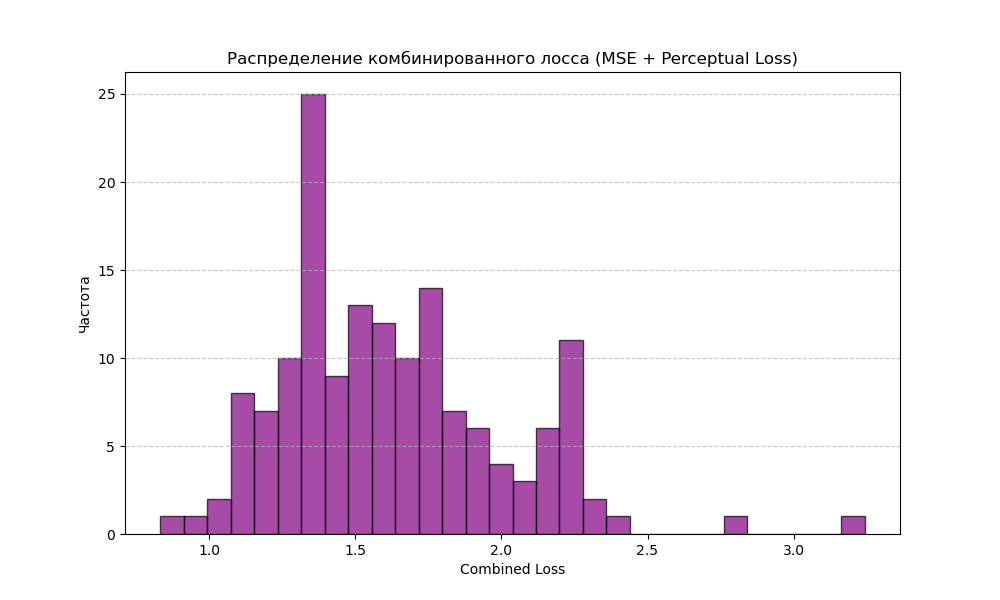 Распределение комбинированного лосса (MSE + Perceptual Loss)
25
20
15
10
5
0
Частота
1.0 1.5 2.0 2.5 3.0
Combined Loss